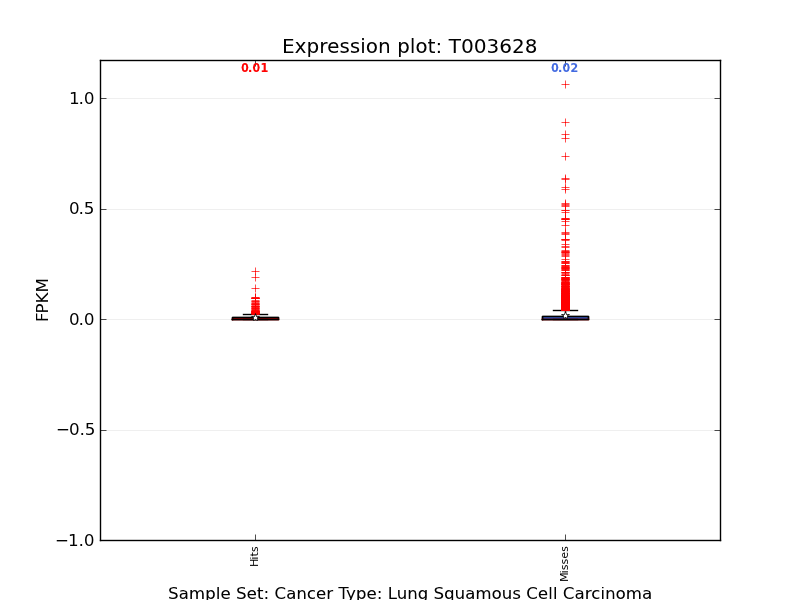 Expression plot: T003628
0.01
0.02
1.0
0.5
0.0
−0.5
−1.0
FPKM
Hits
Misses
Sample Set: Cancer Type: Lung Squamous Cell Carcinoma